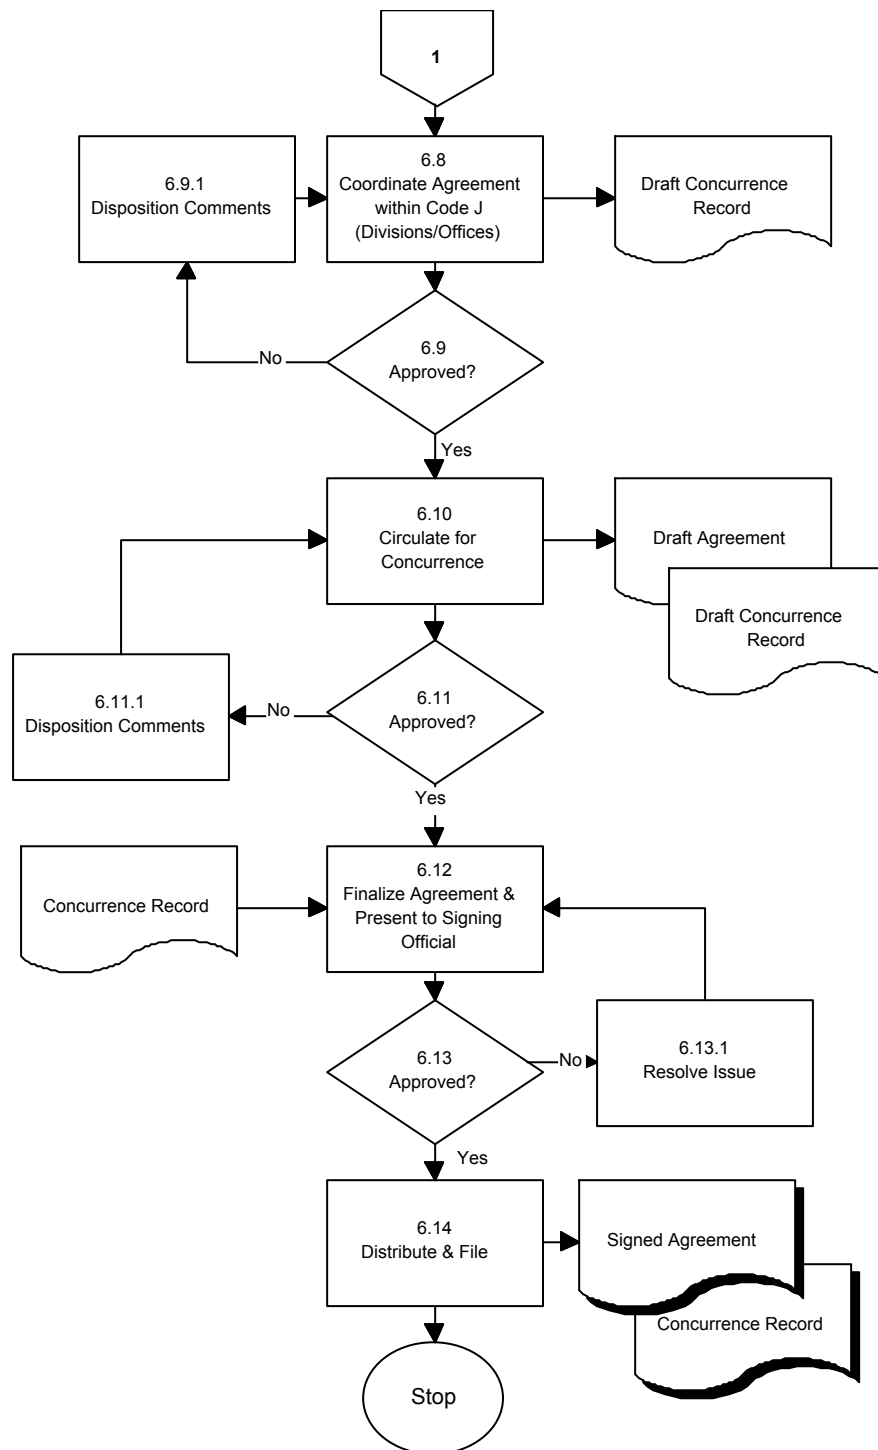 1
6.9.1
Disposition Comments
6.8
Coordinate Agreement
within Code J
(Divisions/Offices)
Draft Concurrence
Record
No
6.9
Approved?
Yes
6.10
Circulate for
Concurrence
Draft Agreement
Draft Concurrence
Record
6.11.1
Disposition Comments
No
6.11
Approved?
Yes
Concurrence Record
6.12
Finalize Agreement &
Present to Signing
Official
6.13
Approved?
No
6.13.1
Resolve Issue
Yes
6.14
Distribute & File
Signed Agreement
Concurrence Record
Stop